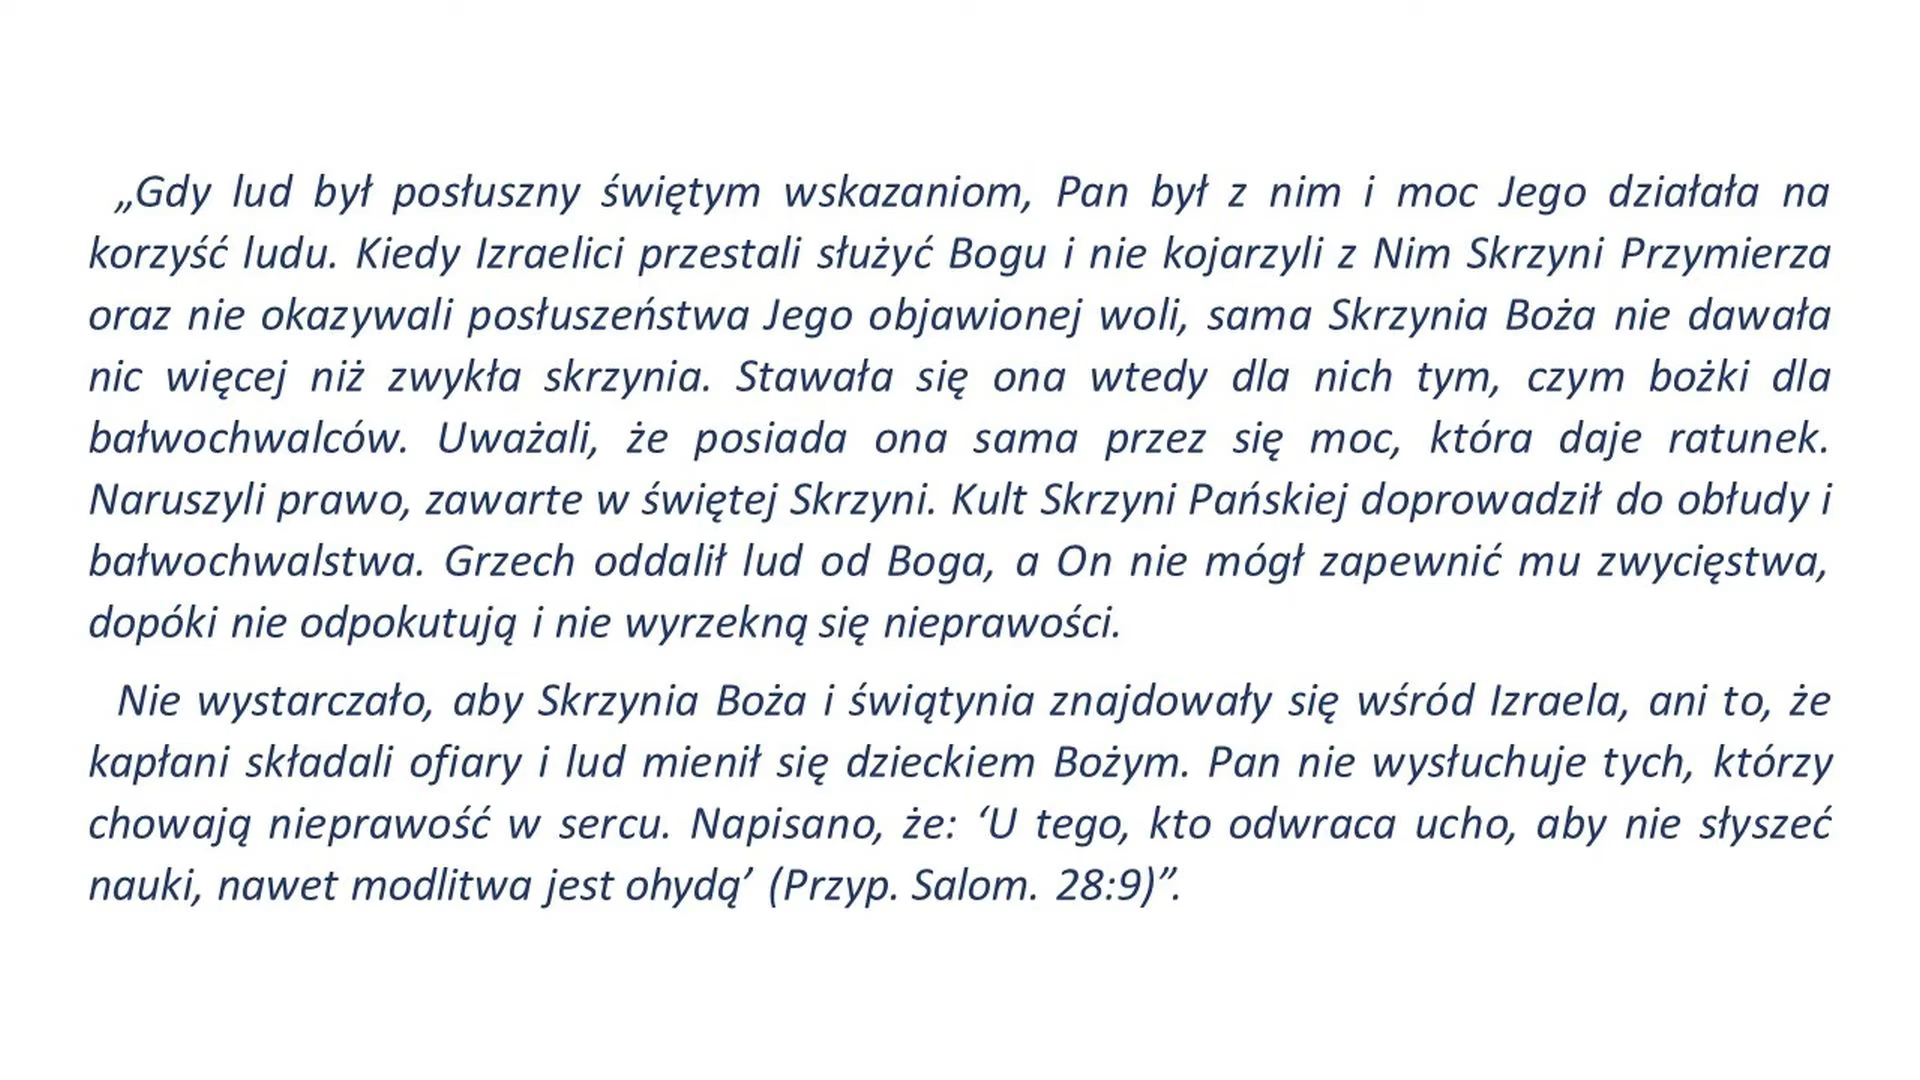 „Gdy lud był posłuszny świętym wskazaniom, Pan był z nim i moc Jego działała na
korzyść ludu. Kiedy Izraelici przestali służyć Bogu i nie kojarzyli z Nim Skrzyni Przymierza
oraz nie okazywali posłuszeństwa Jego objawionej woli, sama Skrzynia Boża nie dawała
nic więcej niż zwykła skrzynia. Stawała się ona wtedy dla nich tym, czym bożki dla
bałwochwalców. Uważali, że posiada ona sama przez się moc, która daje ratunek.
Naruszyli prawo, zawarte w świętej Skrzyni. Kult Skrzyni Pańskiej doprowadził do obłudy i
bałwochwalstwa. Grzech oddalił lud od Boga, a On nie mógł zapewnić mu zwycięstwa,
dopóki nie odpokutują i nie wyrzekną się nieprawości.
Nie wystarczało, aby Skrzynia Boża i świątynia znajdowały się wśród Izraela, ani to, że
kapłani składali ofiary i lud mienił się dzieckiem Bożym. Pan nie wysłuchuje tych, którzy
chowają nieprawość w sercu. Napisano, że: ‘U tego, kto odwraca ucho, aby nie słyszeć
nauki, nawet modlitwa jest ohydą’ (Przyp. Salom. 28:9)”.